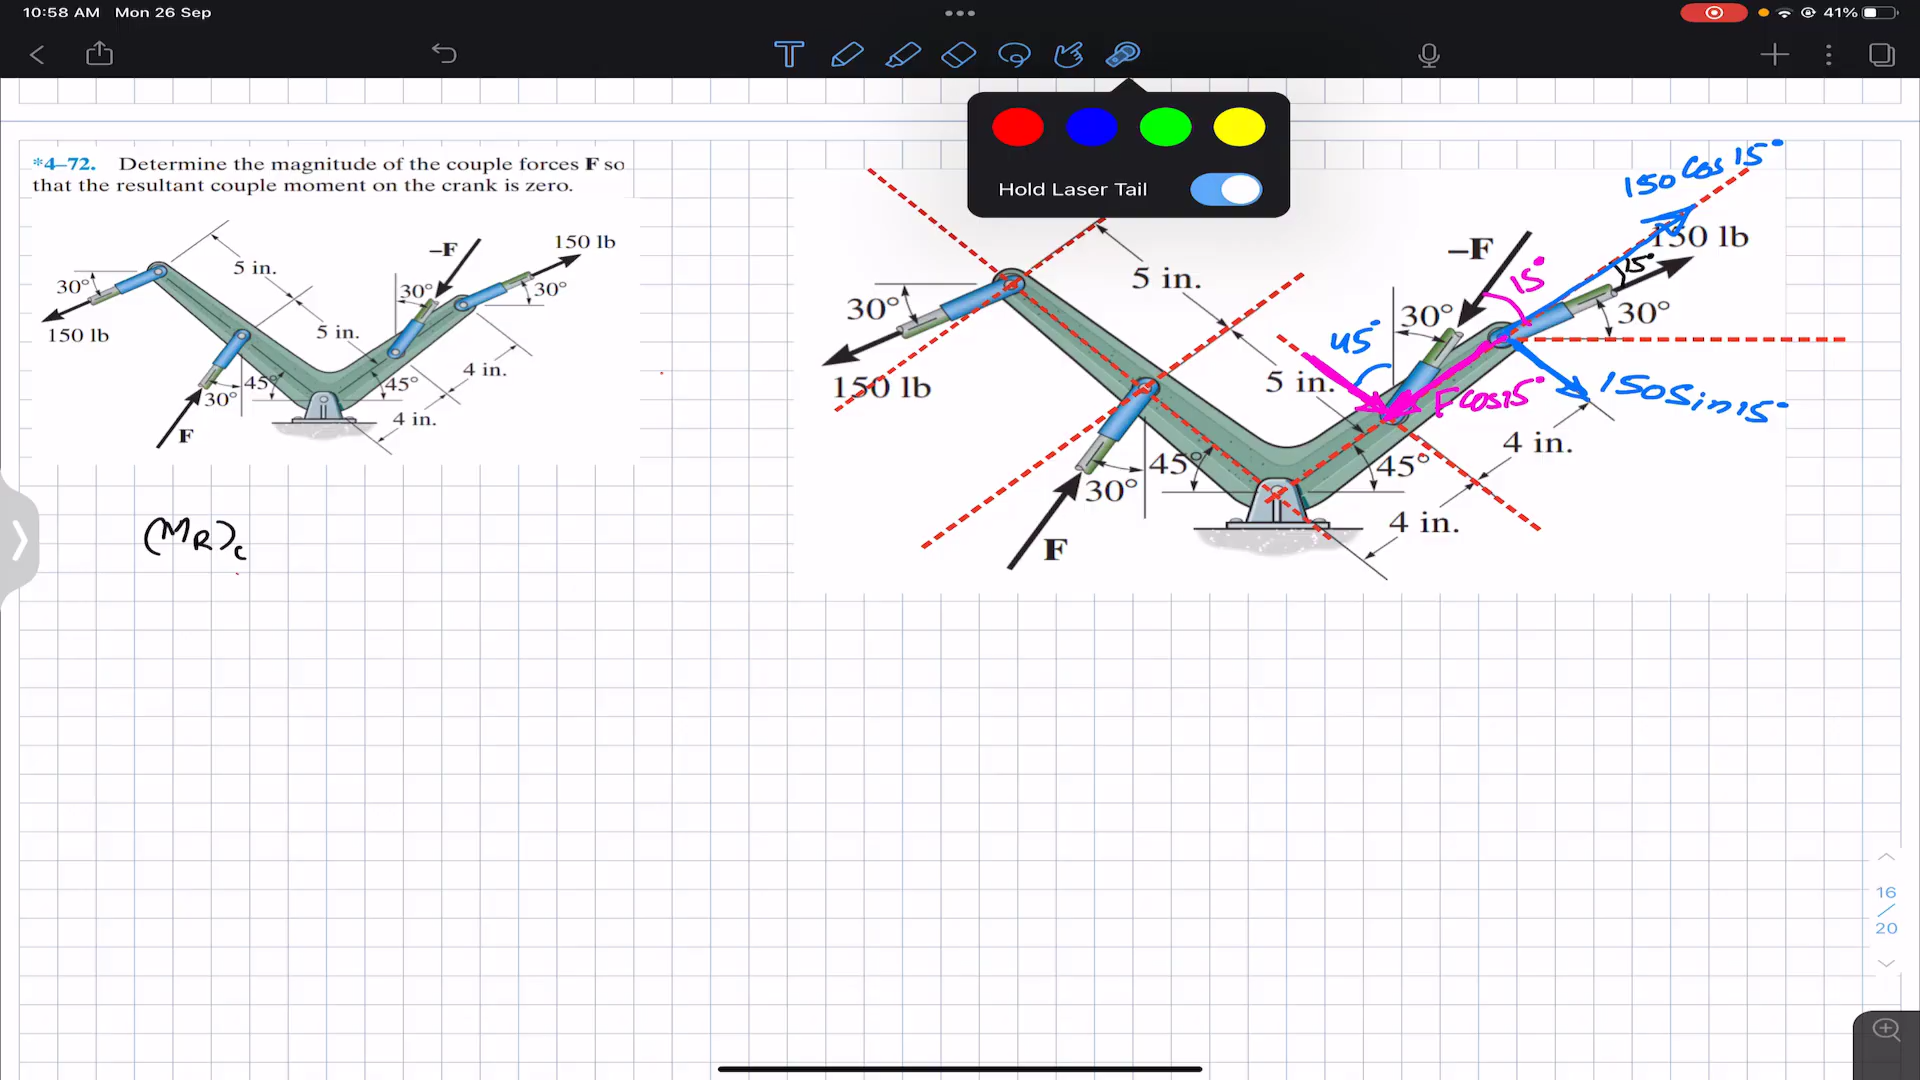 10:58 AM Mon 26 Sep
41%
T
Hold Laser Tail
*4–72. Determine the magnitude of the couple forces F so
that the resultant couple moment on the crank is zero.
150 lb
–F
5 in.
30°
30°
30°
150 lb
5 in.
4 in.
45°
45°
30°
4 in.
F
(MR)c
150 cos 15°
150 lb
–F
15°
15°
5 in.
30°
30°
30°
45°
150 lb
5 in.
F cos 15°
150 sin 15°
4 in.
45°
45°
30°
4 in.
F
16
20